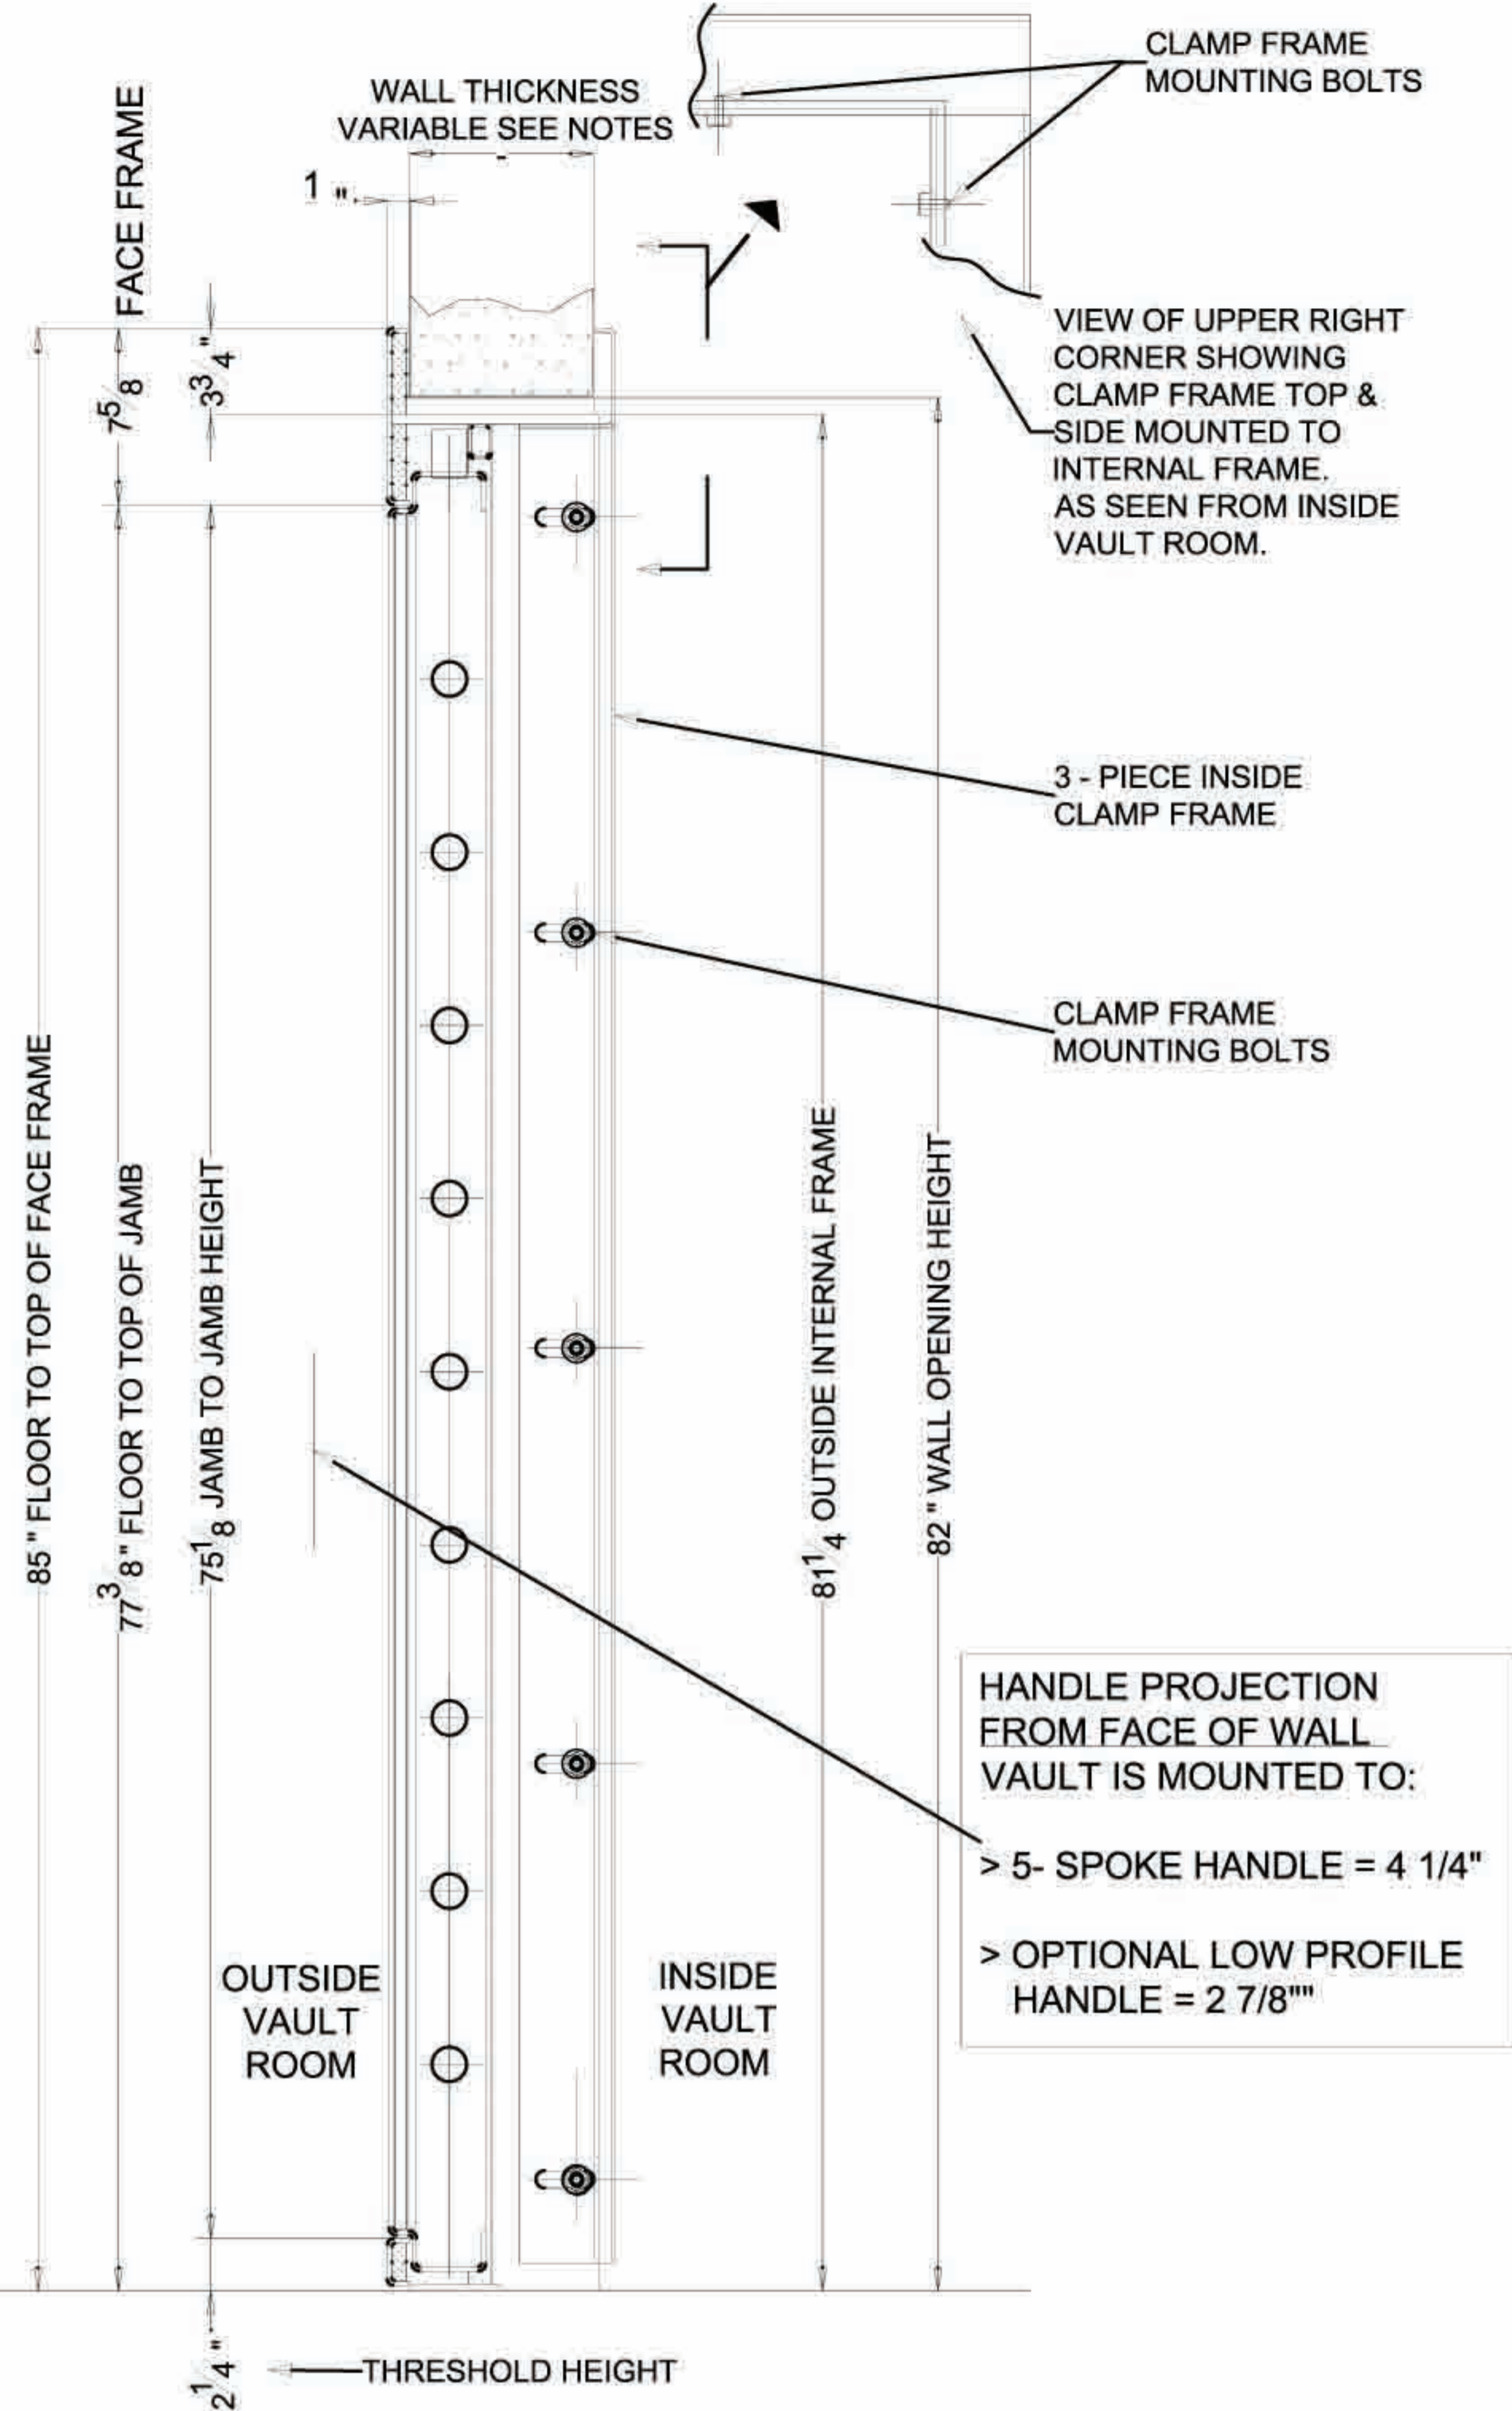 CLAMP FRAME
MOUNTING BOLTS
WALL THICKNESS
VARIABLE SEE NOTES
1 "
FACE FRAME
7 5/8
3 3/4 "
VIEW OF UPPER RIGHT
CORNER SHOWING
CLAMP FRAME TOP &
SIDE MOUNTED TO
INTERNAL FRAME.
AS SEEN FROM INSIDE
VAULT ROOM.
3 - PIECE INSIDE
CLAMP FRAME
CLAMP FRAME
MOUNTING BOLTS
85 " FLOOR TO TOP OF FACE FRAME
77 3/8 " FLOOR TO TOP OF JAMB
75 1/8 JAMB TO JAMB HEIGHT
81 1/4 OUTSIDE INTERNAL FRAME
82 " WALL OPENING HEIGHT
HANDLE PROJECTION
FROM FACE OF WALL
VAULT IS MOUNTED TO:
> 5- SPOKE HANDLE = 4 1/4"
> OPTIONAL LOW PROFILE
HANDLE = 2 7/8""
OUTSIDE
VAULT
ROOM
INSIDE
VAULT
ROOM
2 1/4 "
THRESHOLD HEIGHT